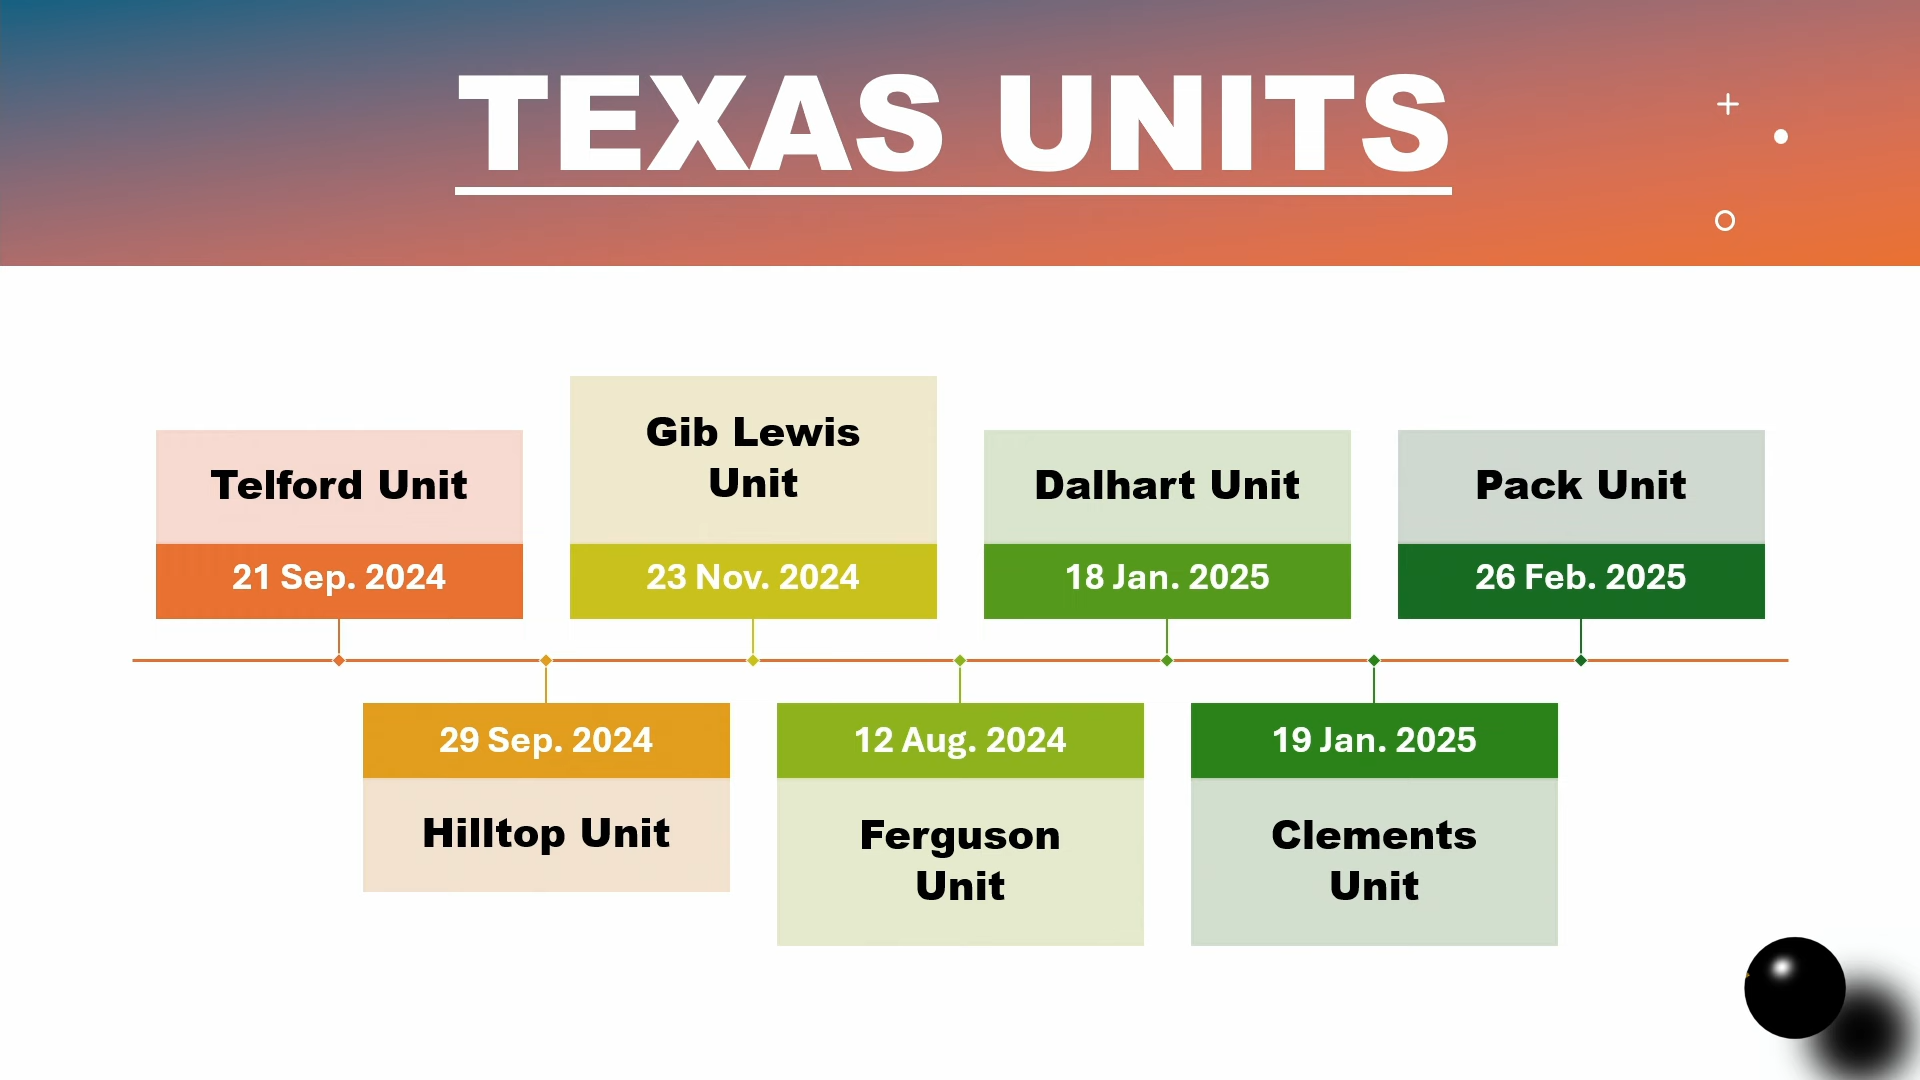 TEXAS UNITS
Telford Unit
21 Sep. 2024
29 Sep. 2024
Hilltop Unit
Gib Lewis
Unit
23 Nov. 2024
12 Aug. 2024
Ferguson
Unit
Dalhart Unit
18 Jan. 2025
19 Jan. 2025
Clements
Unit
Pack Unit
26 Feb. 2025